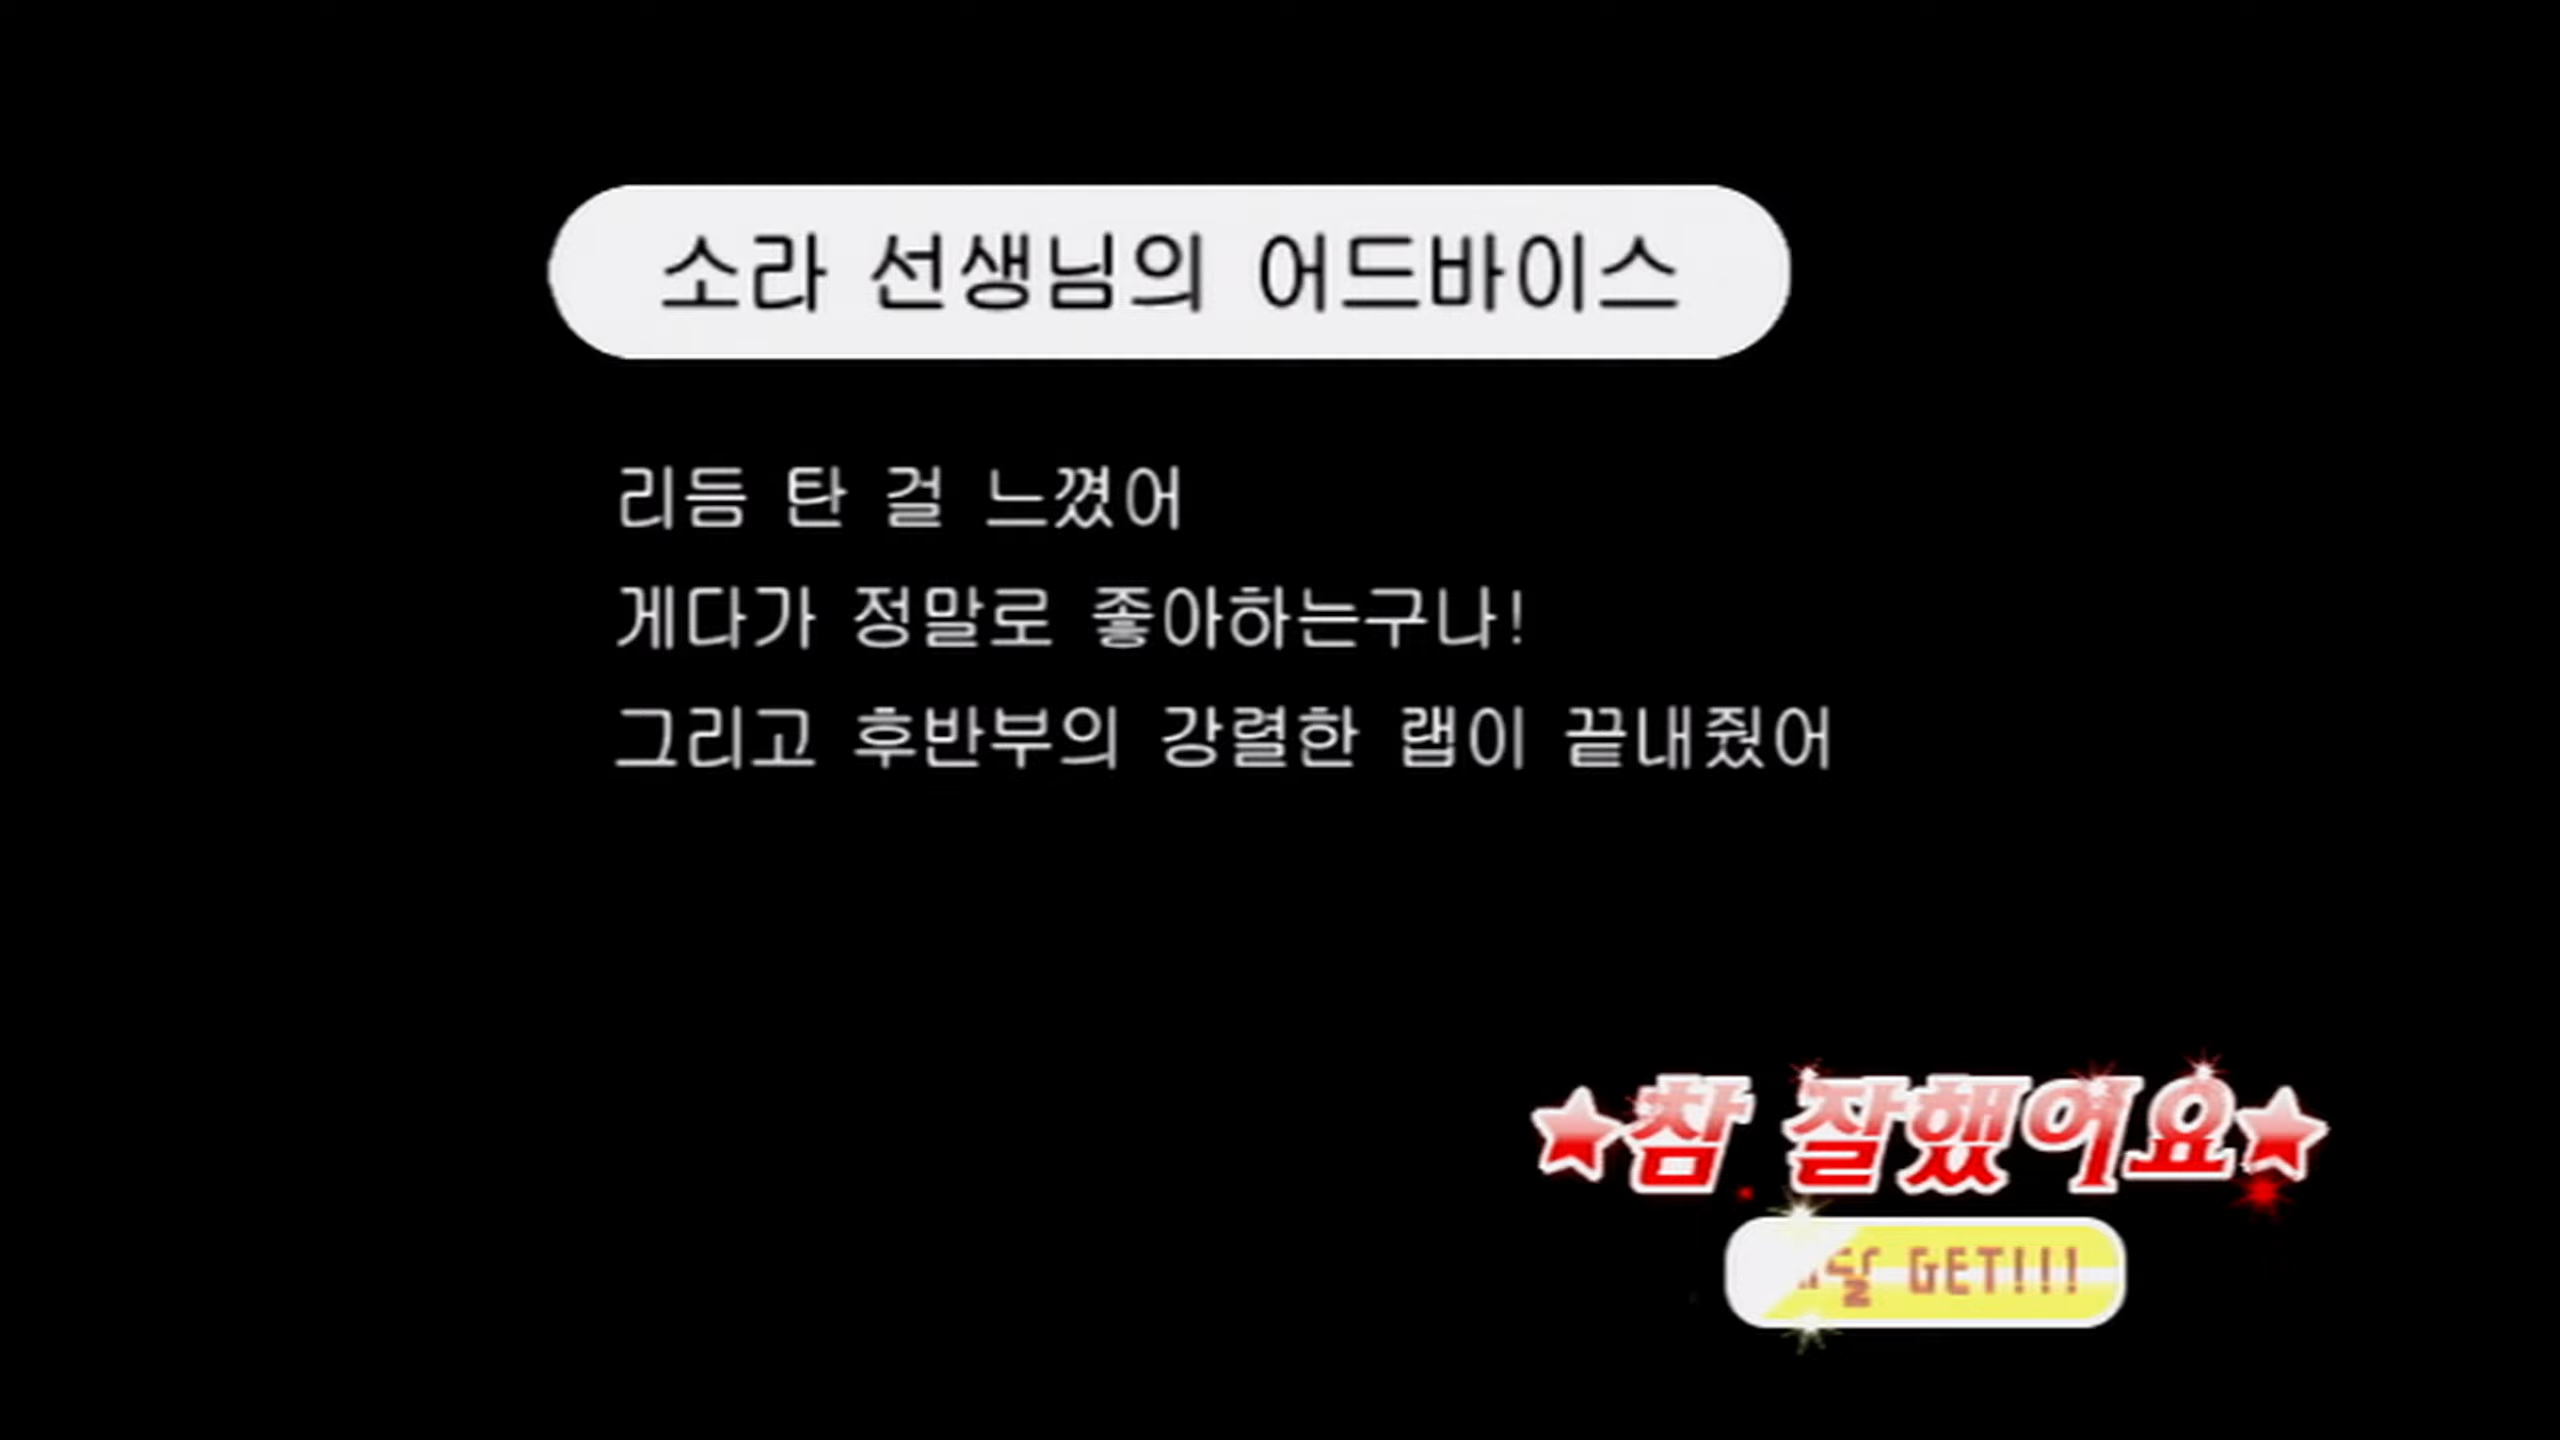 소라 선생님의 어드바이스
리듬 탄 걸 느꼈어
게다가 정말로 좋아하는구나!
그리고 후반부의 강렬한 랩이 끝내줬어
★참 잘했어요★
GET!!!